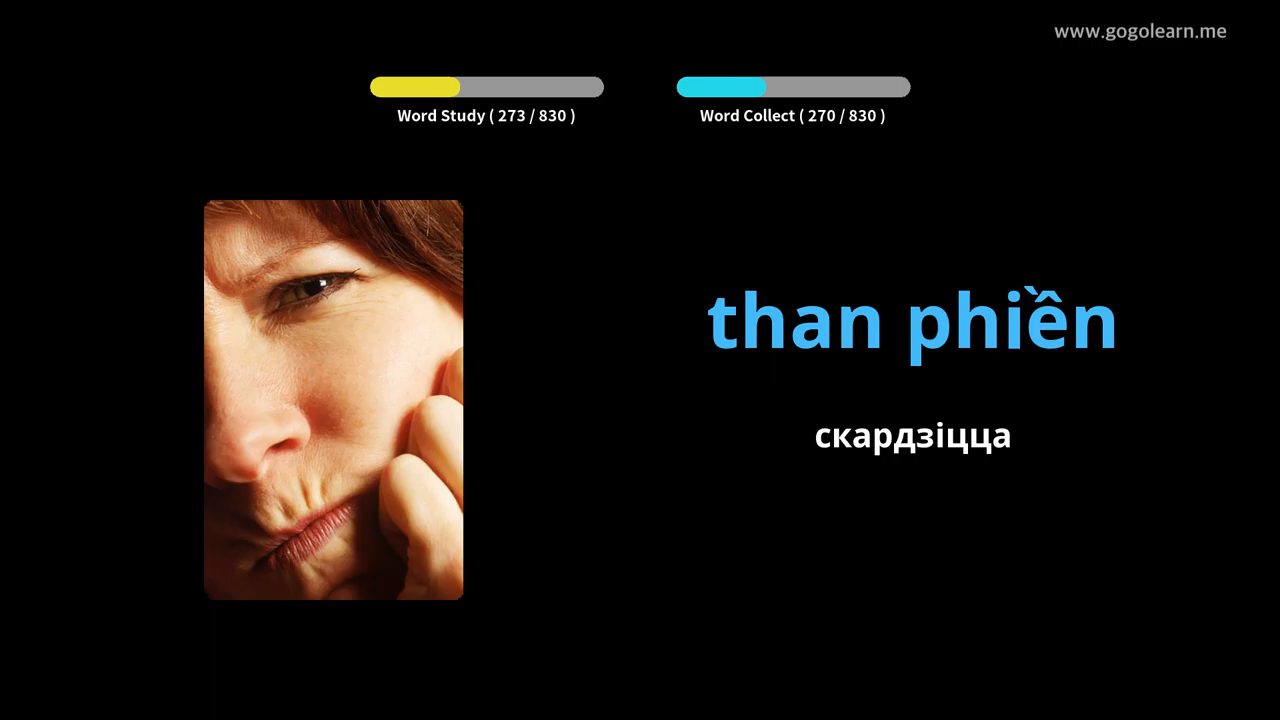 www.gogolearn.me
Word Study ( 273 / 830 )
Word Collect ( 270 / 830 )
than phiền
скардзіцца